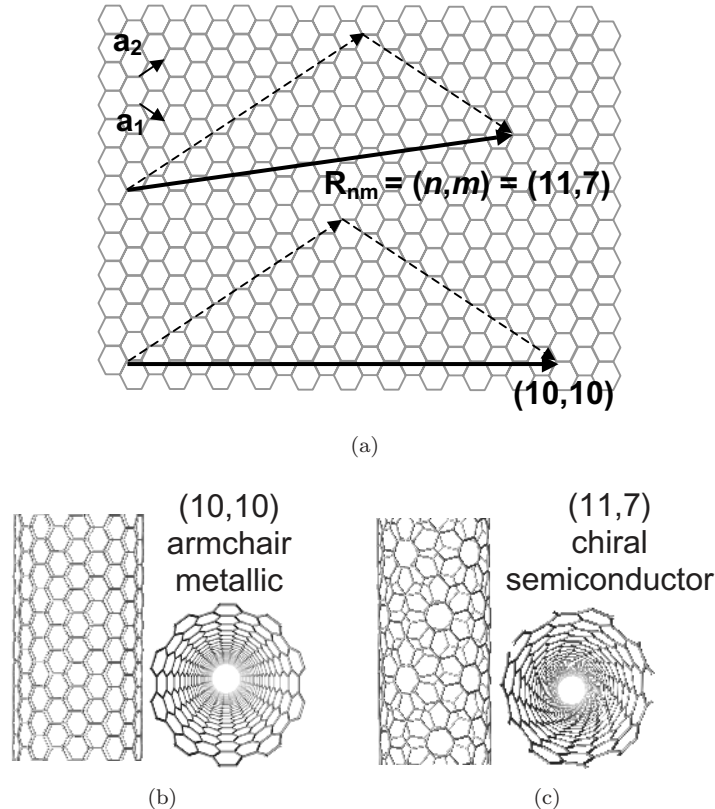 a2
a1
Rnm = (n,m) = (11,7)
(10,10)
(a)
(10,10)
armchair
metallic
(11,7)
chiral
semiconductor
(b)
(c)